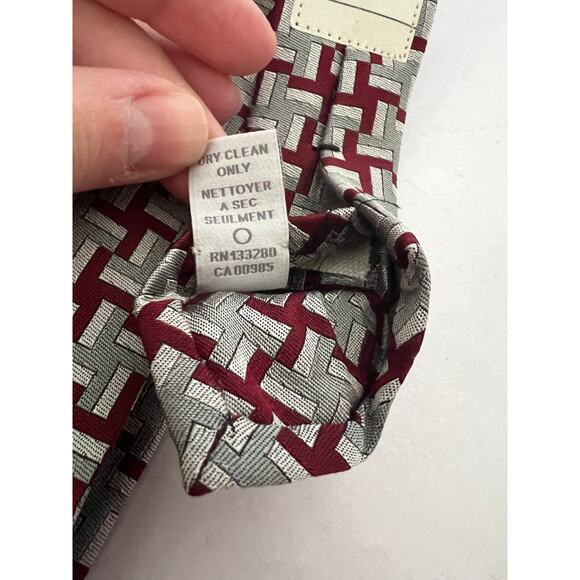 DRY CLEAN
ONLY
NETTOYER
A SEC
SEULMENT
RN133280
CA00985